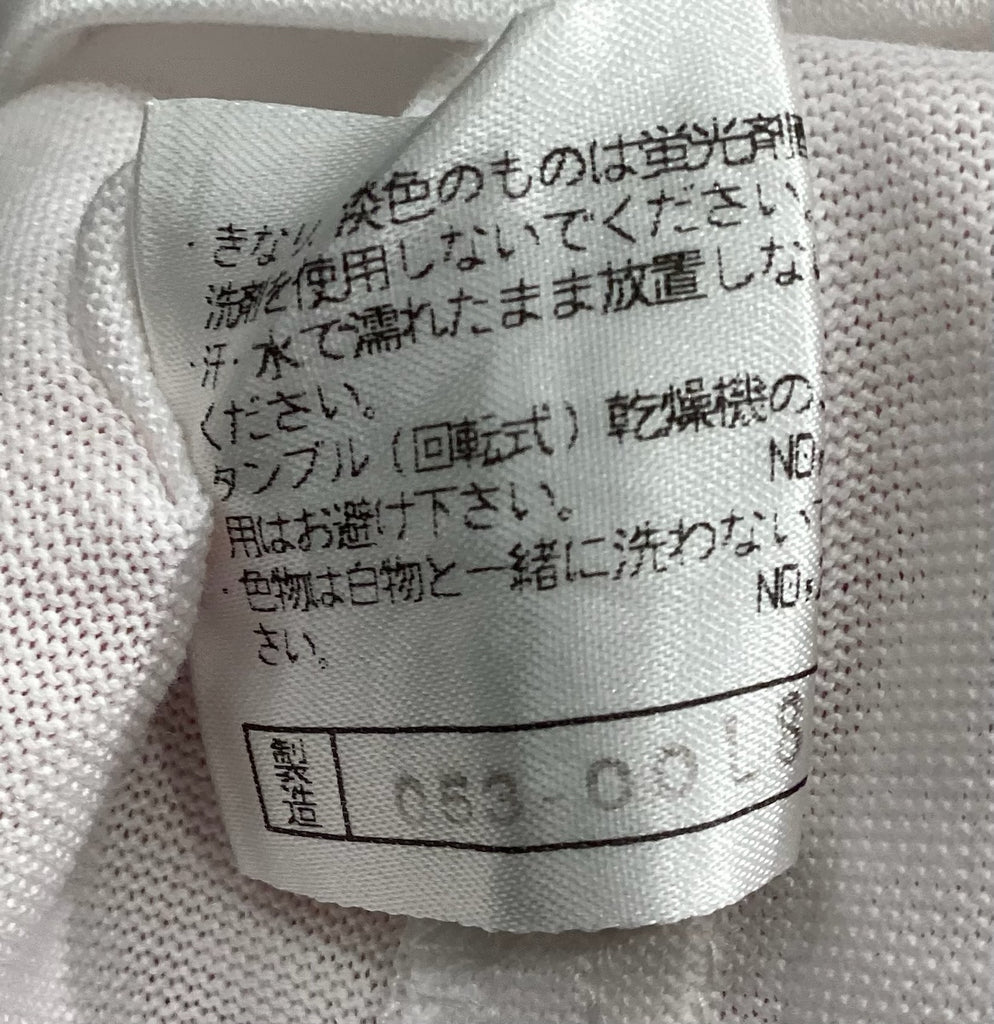 ・きなり 淡色のものは蛍光剤
洗剤を使用しないでください。
・汗・水で濡れたまま放置しない
ください。
タンブル（回転式）乾燥機の
NO.
用はお避け下さい。
・色物は白物と一緒に洗わない
NO.
さい。
053 00